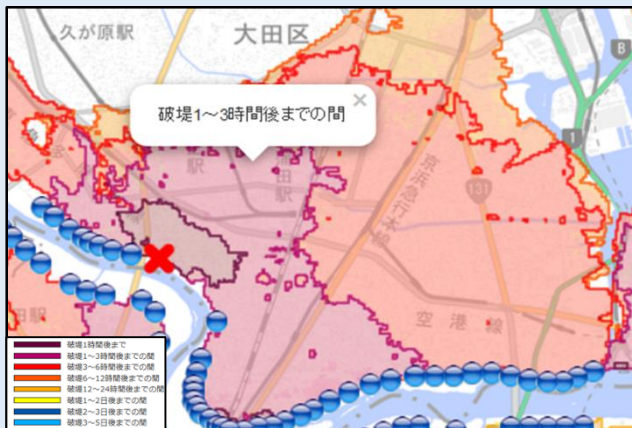 久が原駅
大田区
破堤1～3時間後までの間
×
駅
蒲田駅
京浜急行本線
131
空港線
田駅
B
1
破堤1時間後まで
破堤1～3時間後までの間
破堤3～6時間後までの間
破堤6～12時間後までの間
破堤12～24時間後までの間
破堤1～2日後までの間
破堤2～3日後までの間
破堤3～5日後までの間